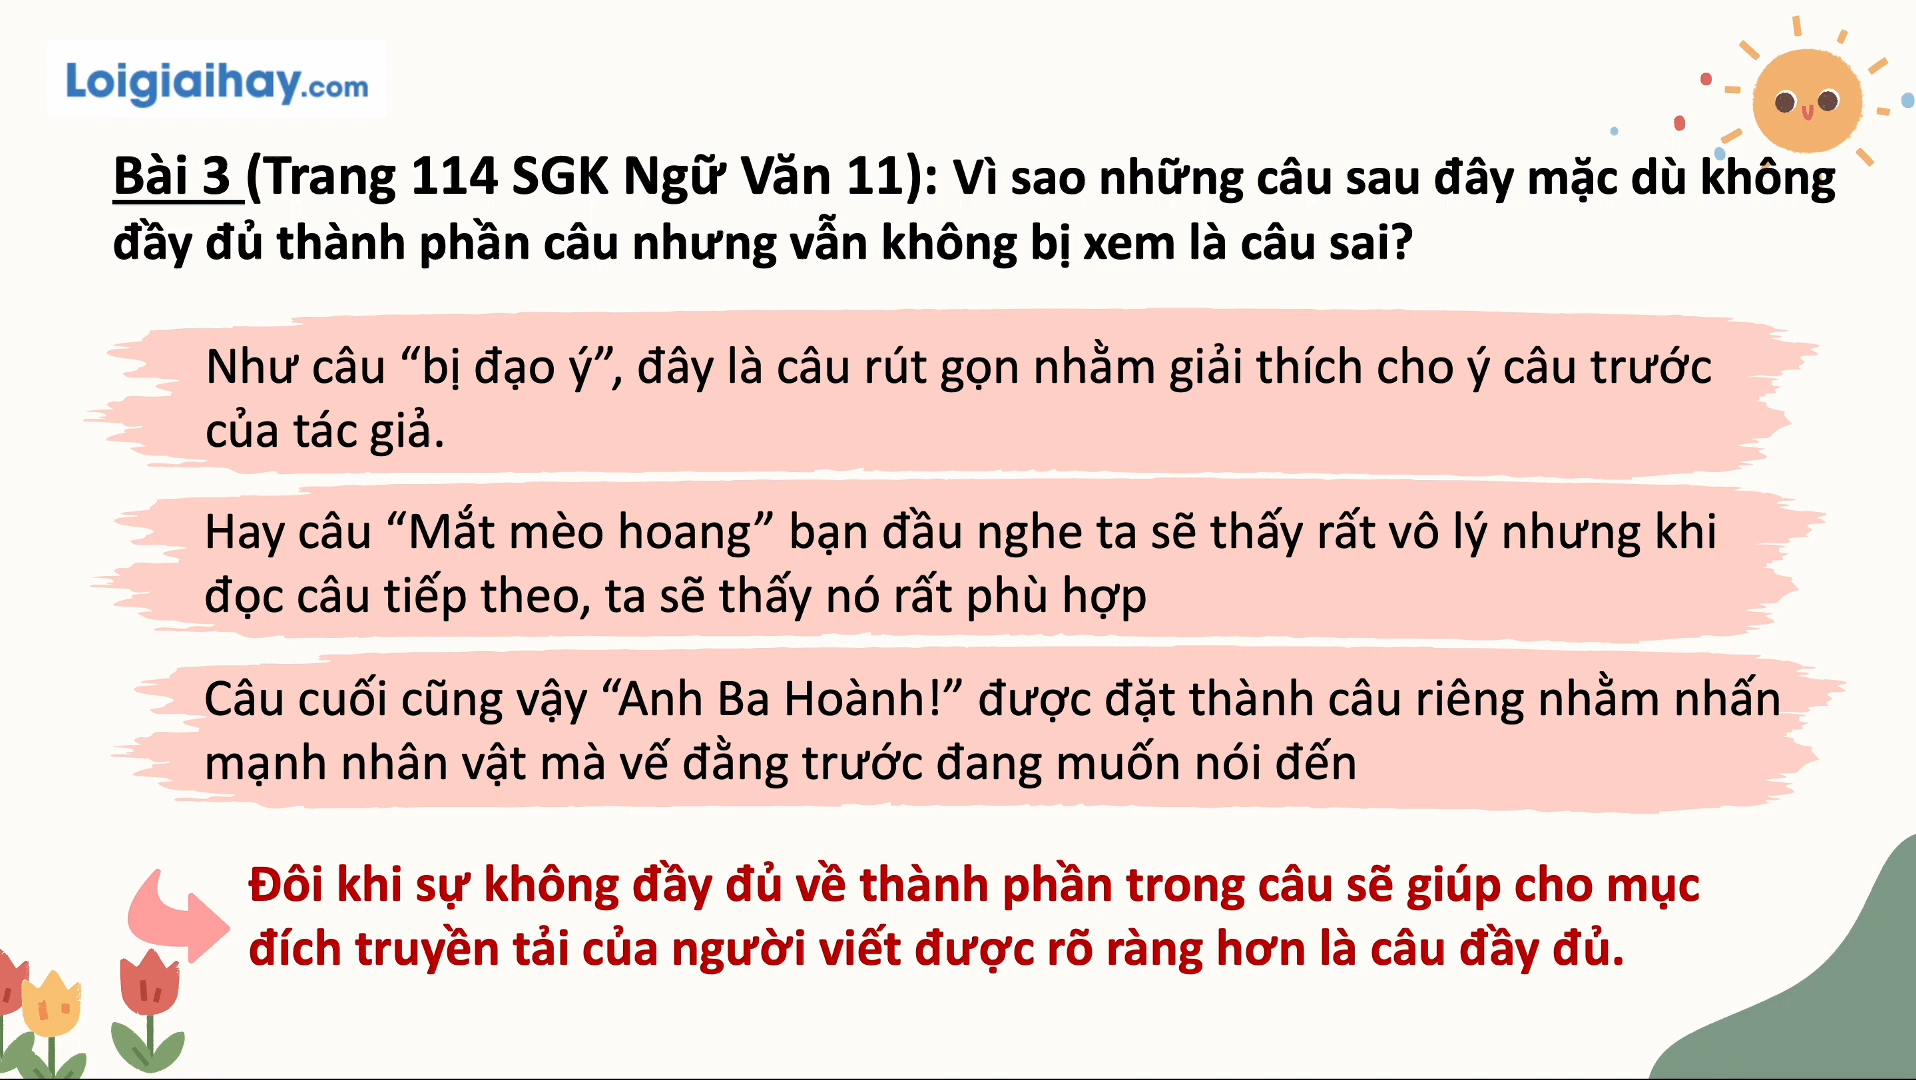 Loigiaihay.com
Bài 3 (Trang 114 SGK Ngữ Văn 11): Vì sao những câu sau đây mặc dù không
đầy đủ thành phần câu nhưng vẫn không bị xem là câu sai?
Như câu “bị đạo ý”, đây là câu rút gọn nhằm giải thích cho ý câu trước
của tác giả.
Hay câu “Mắt mèo hoang” bạn đầu nghe ta sẽ thấy rất vô lý nhưng khi
đọc câu tiếp theo, ta sẽ thấy nó rất phù hợp
Câu cuối cũng vậy “Anh Ba Hoành!” được đặt thành câu riêng nhằm nhấn
mạnh nhân vật mà vế đằng trước đang muốn nói đến
Đôi khi sự không đầy đủ về thành phần trong câu sẽ giúp cho mục
đích truyền tải của người viết được rõ ràng hơn là câu đầy đủ.